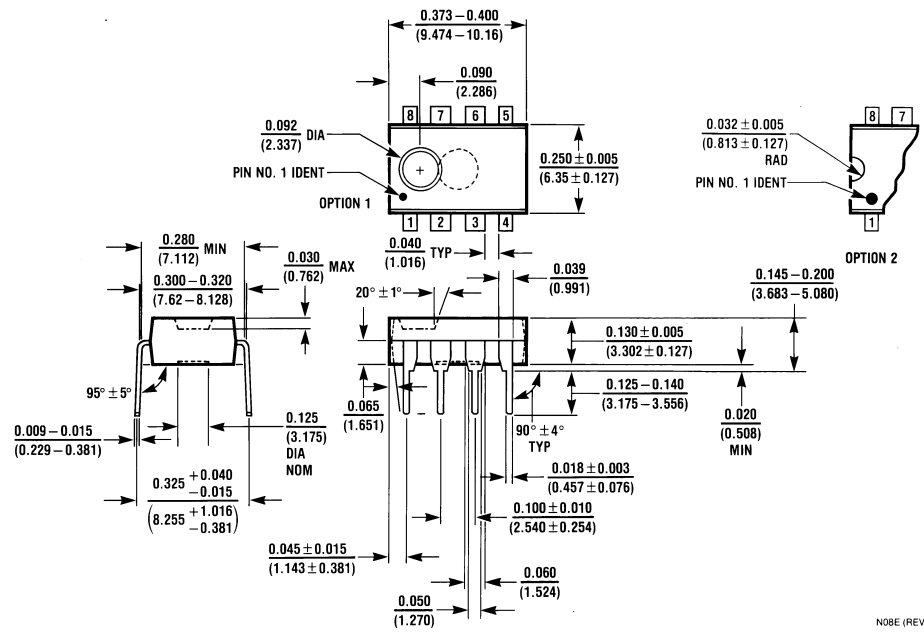 0.373 – 0.400
(9.474 – 10.16)
0.090
(2.286)
8 7 6 5
0.092 DIA
(2.337)
PIN NO. 1 IDENT
OPTION 1
+
0.250 ± 0.005
(6.35 ± 0.127)
1 2 3 4
8 7
0.032 ± 0.005
(0.813 ± 0.127)
RAD
PIN NO. 1 IDENT
1
OPTION 2
0.280 MIN
(7.112)
0.300 – 0.320
(7.62 – 8.128)
0.030 MAX
(0.762)
0.040 TYP
(1.016)
0.039
(0.991)
20° ± 1°
0.145 – 0.200
(3.683 – 5.080)
0.130 ± 0.005
(3.302 ± 0.127)
95° ± 5°
0.009 – 0.015
(0.229 – 0.381)
0.125
(3.175)
DIA
NOM
0.065
(1.651)
0.125 – 0.140
(3.175 – 3.556)
0.020
(0.508)
MIN
90° ± 4°
TYP
0.018 ± 0.003
(0.457 ± 0.076)
0.325 +0.040
−0.015
(8.255 +1.016
−0.381)
0.100 ± 0.010
(2.540 ± 0.254)
0.045 ± 0.015
(1.143 ± 0.381)
0.060
(1.524)
0.050
(1.270)
N08E (REV